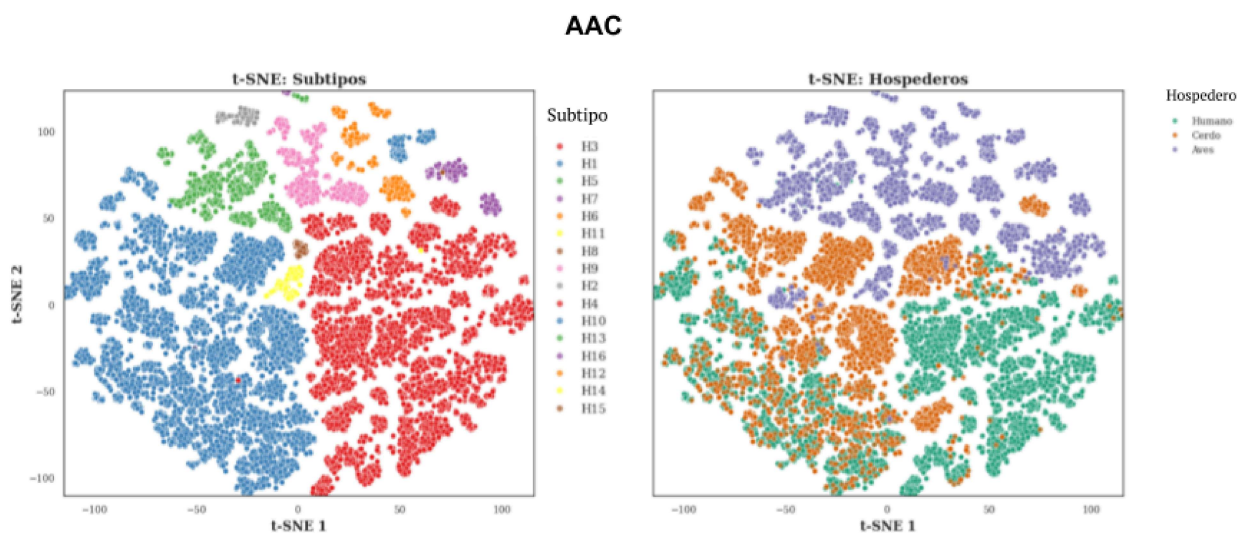 AAC
t-SNE: Subtipos
t-SNE 2
100
50
0
−50
−100
−100 −50 0 50 100
t-SNE 1
Subtipo
H3
H1
H5
H7
H6
H11
H8
H9
H2
H4
H10
H13
H16
H12
H14
H15
t-SNE: Hospederos
−100 −50 0 50 100
t-SNE 1
Hospedero
Humano
Cerdo
Aves